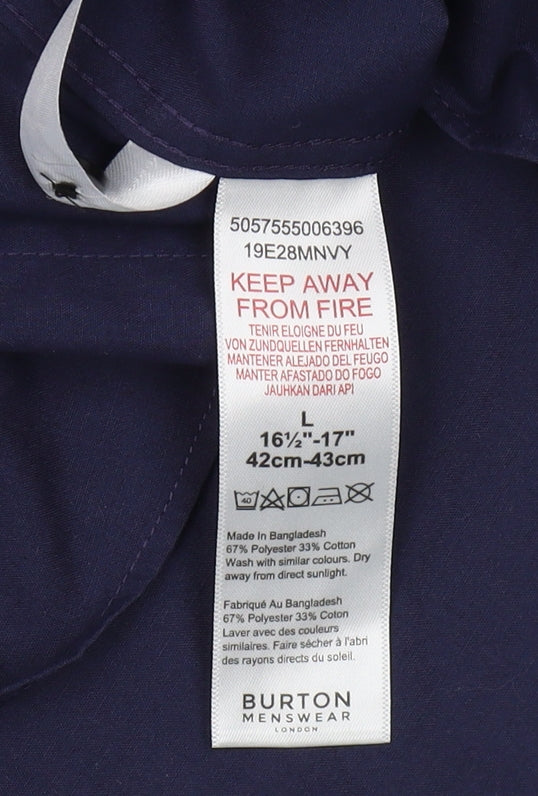 5057555006396
19E28MNVY
KEEP AWAY
FROM FIRE
TENIR ELOIGNE DU FEU
VON ZUNDQUELLEN FERNHALTEN
MANTENER ALEJADO DEL FEUGO
MANTER AFASTADO DO FOGO
JAUHKAN DARI API
L
16½"-17"
42cm-43cm
40
Made In Bangladesh
67% Polyester 33% Cotton
Wash with similar colours. Dry
away from direct sunlight.
Fabriqué Au Bangladesh
67% Polyester 33% Coton
Laver avec des couleurs
similaires. Faire sécher à l'abri
des rayons directs du soleil.
BURTON
MENSWEAR
LONDON